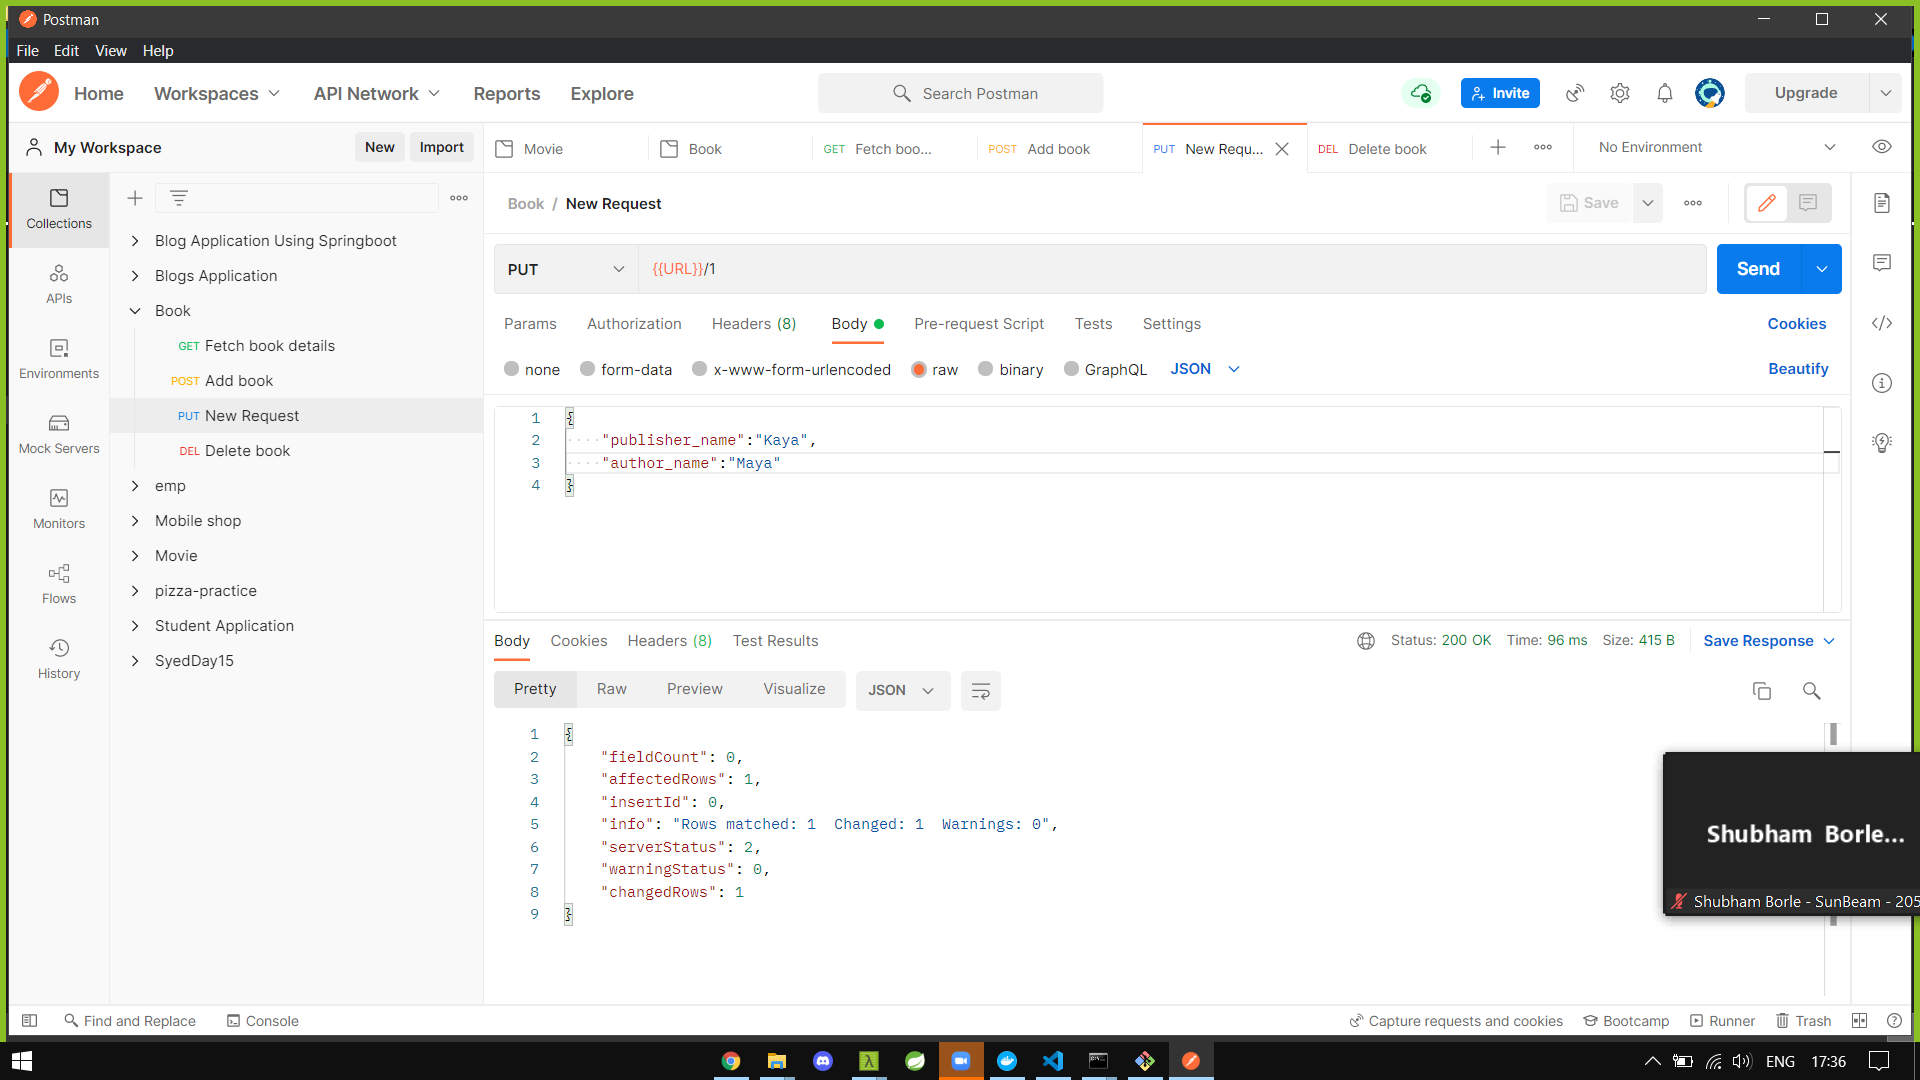 Postman
File Edit View Help
Home Workspaces API Network Reports Explore
Search Postman
Invite
Upgrade
My Workspace
New Import
Movie
Book
GET Fetch boo...
POST Add book
PUT New Requ...
DEL Delete book
No Environment
Collections
APIs
Environments
Mock Servers
Monitors
Flows
History
Blog Application Using Springboot
Blogs Application
Book
GET Fetch book details
POST Add book
PUT New Request
DEL Delete book
emp
Mobile shop
Movie
pizza-practice
Student Application
SyedDay15
Book / New Request
Save
PUT
{{URL}}/1
Send
Params Authorization Headers (8) Body Pre-request Script Tests Settings
Cookies
none form-data x-www-form-urlencoded raw binary GraphQL JSON
Beautify
1 {
2 "publisher_name":"Kaya",
3 "author_name":"Maya"
4 }
Body Cookies Headers (8) Test Results
Status: 200 OK Time: 96 ms Size: 415 B
Save Response
Pretty Raw Preview Visualize JSON
1 {
2 "fieldCount": 0,
3 "affectedRows": 1,
4 "insertId": 0,
5 "info": "Rows matched: 1  Changed: 1  Warnings: 0",
6 "serverStatus": 2,
7 "warningStatus": 0,
8 "changedRows": 1
9 }
Shubham Borle...
Shubham Borle - SunBeam - 205
Find and Replace Console
Capture requests and cookies Bootcamp Runner Trash
ENG 17:36